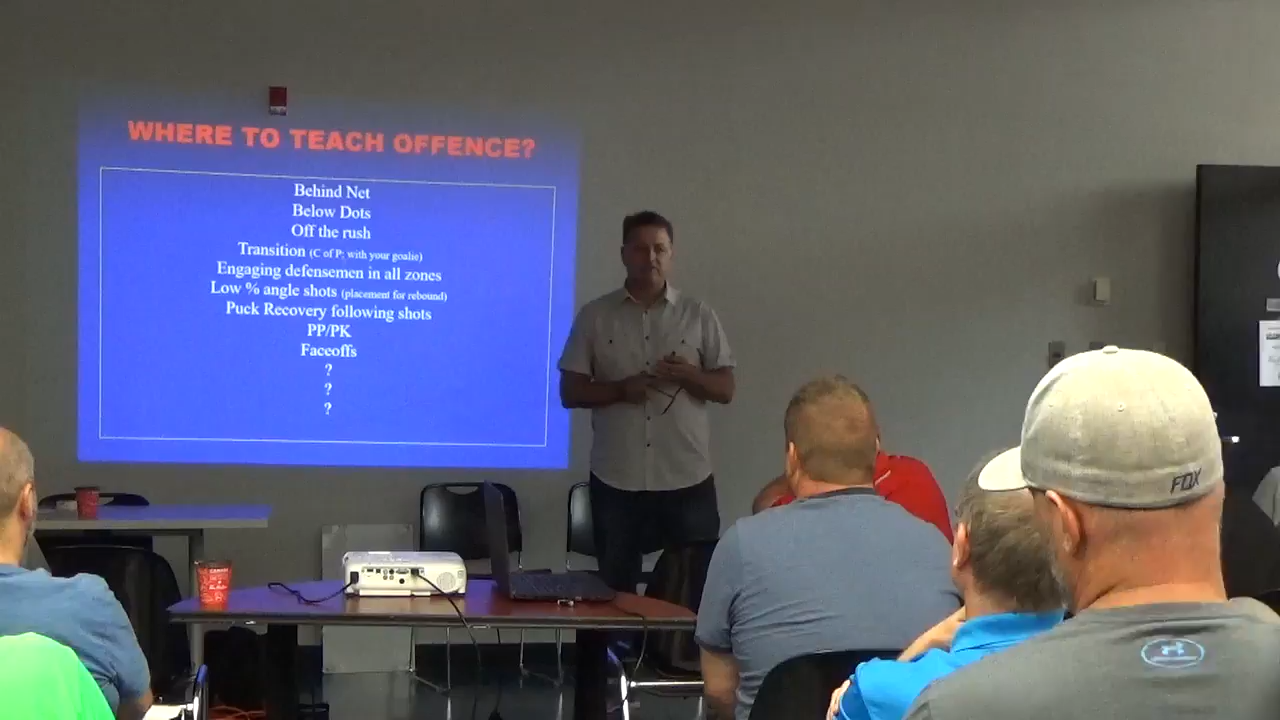 WHERE TO TEACH OFFENCE?
Behind Net
Below Dots
Off the rush
Transition (C of P: with your goalie)
Engaging defensemen in all zones
Low % angle shots (placement for rebound)
Puck Recovery following shots
PP/PK
Faceoffs
?
?
?
FOX